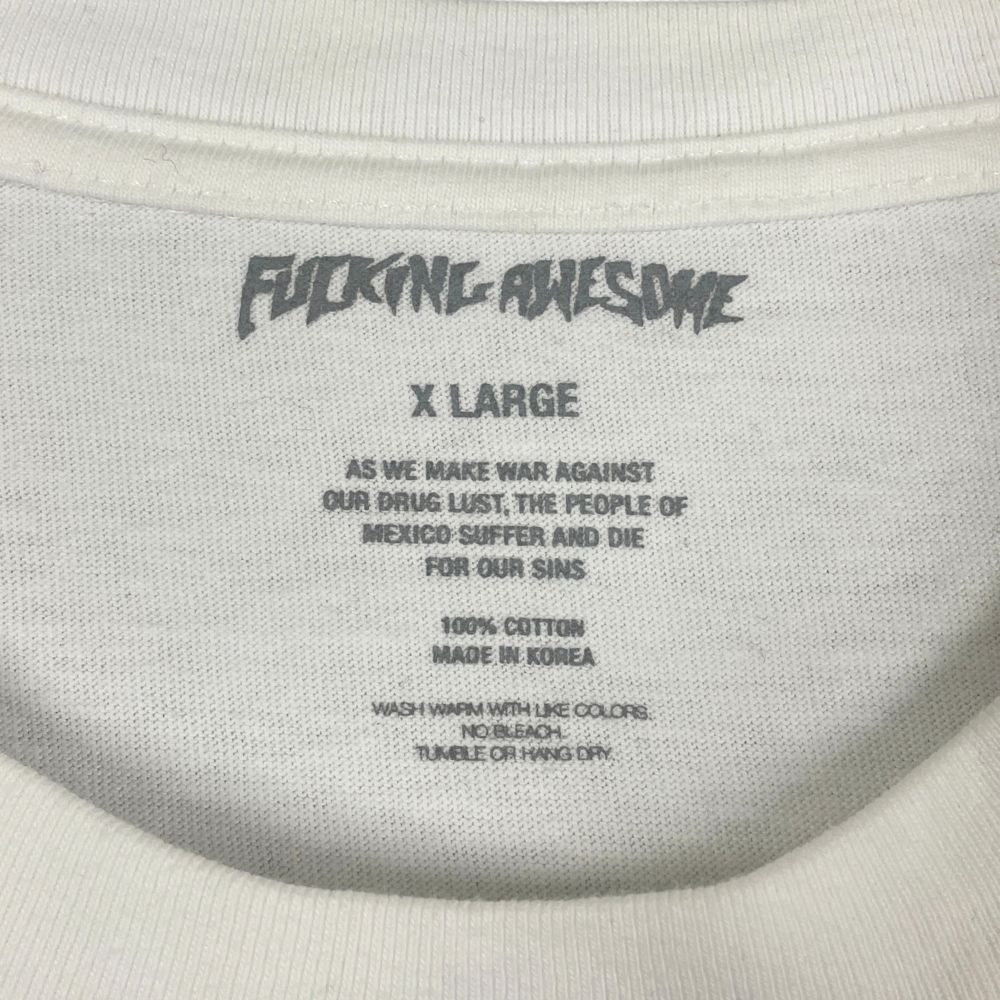 FUCKING AWESOME
X LARGE
AS WE MAKE WAR AGAINST
OUR DRUG LUST, THE PEOPLE OF
MEXICO SUFFER AND DIE
FOR OUR SINS
100% COTTON
MADE IN KOREA
WASH WARM WITH LIKE COLORS.
NO BLEACH.
TUMBLE OR HANG DRY.